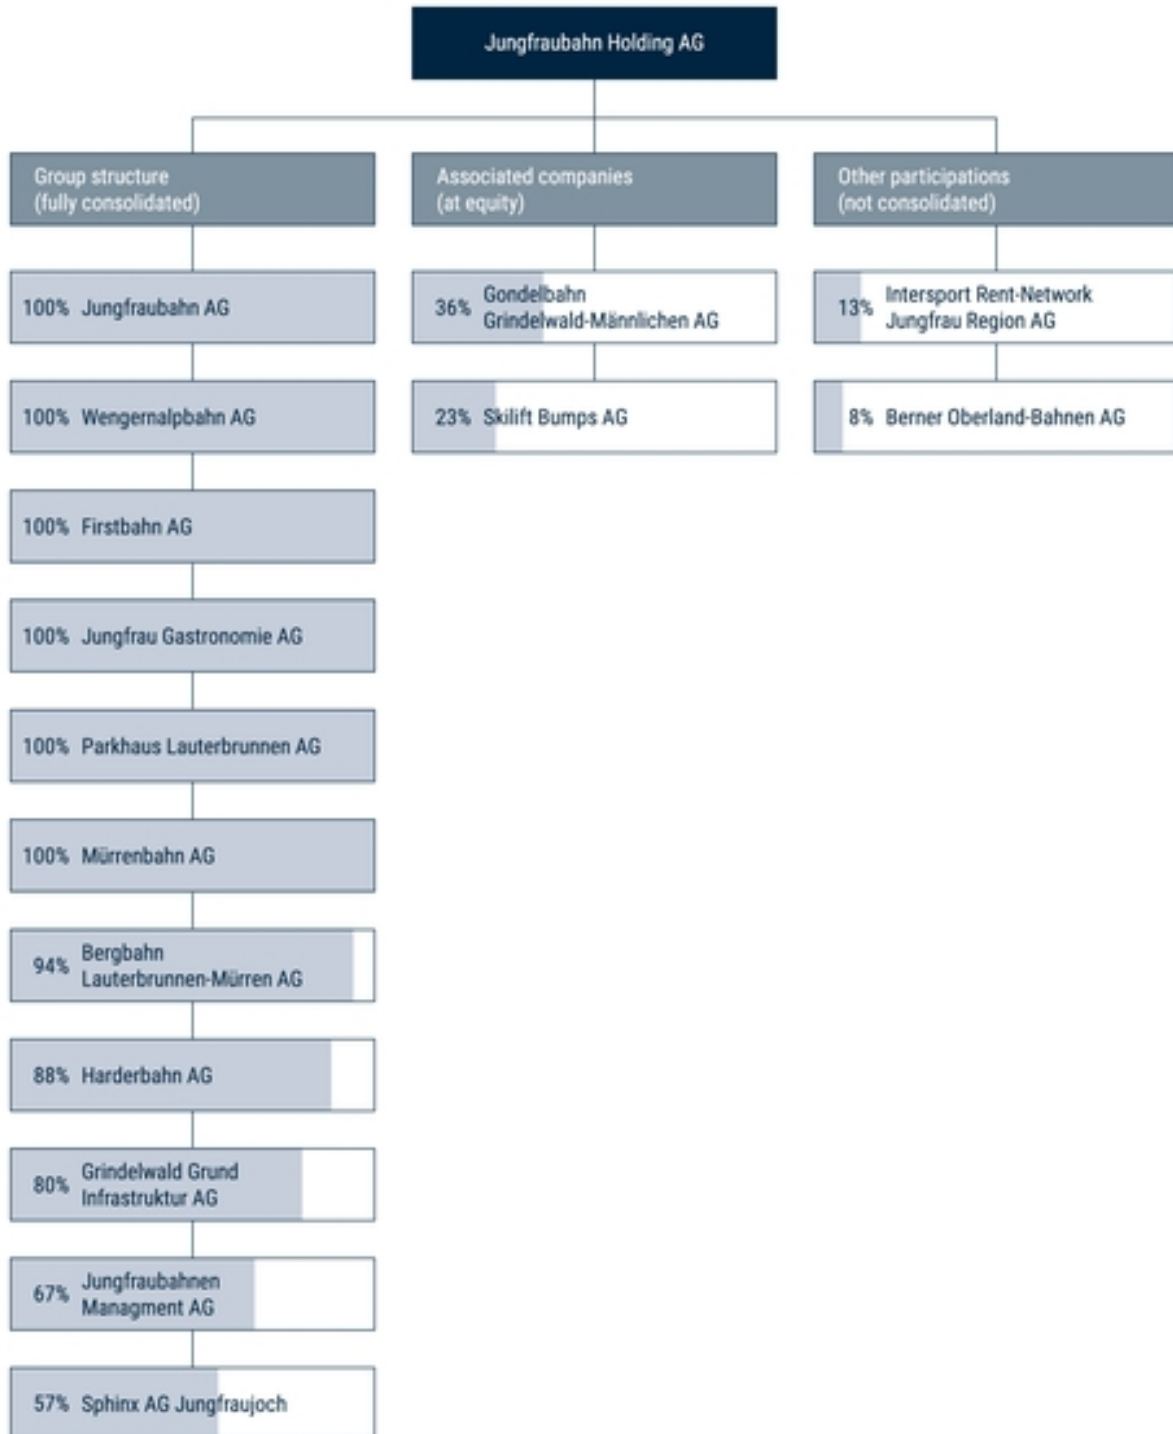 Jungfraubahn Holding AG
Group structure
(fully consolidated)
100% Jungfraubahn AG
100% Wengernalpbahn AG
100% Firstbahn AG
100% Jungfrau Gastronomie AG
100% Parkhaus Lauterbrunnen AG
100% Mürrenbahn AG
94% Bergbahn
Lauterbrunnen-Mürren AG
88% Harderbahn AG
80% Grindelwald Grund
Infrastruktur AG
67% Jungfraubahnen
Managment AG
57% Sphinx AG Jungfraujoch
Associated companies
(at equity)
36% Gondelbahn
Grindelwald-Männlichen AG
23% Skilift Bumps AG
Other participations
(not consolidated)
13% Intersport Rent-Network
Jungfrau Region AG
8% Berner Oberland-Bahnen AG